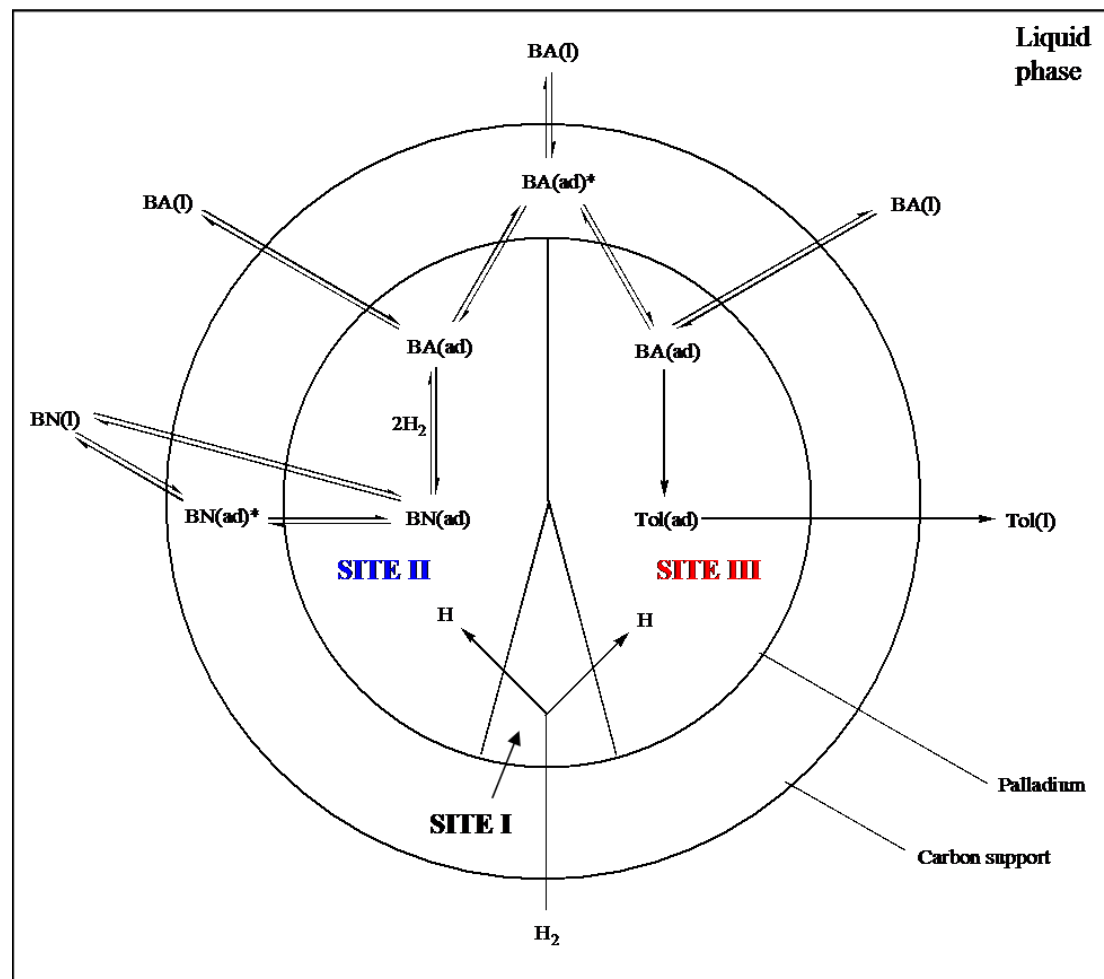 Liquid
phase
BA(l)
BA(ad)*
BA(l)
BA(l)
BA(ad)
BA(ad)
BN(l)
2H₂
BN(ad)*
BN(ad)
Tol(ad)
Tol(l)
SITE II
SITE III
H
H
SITE I
Palladium
Carbon support
H₂